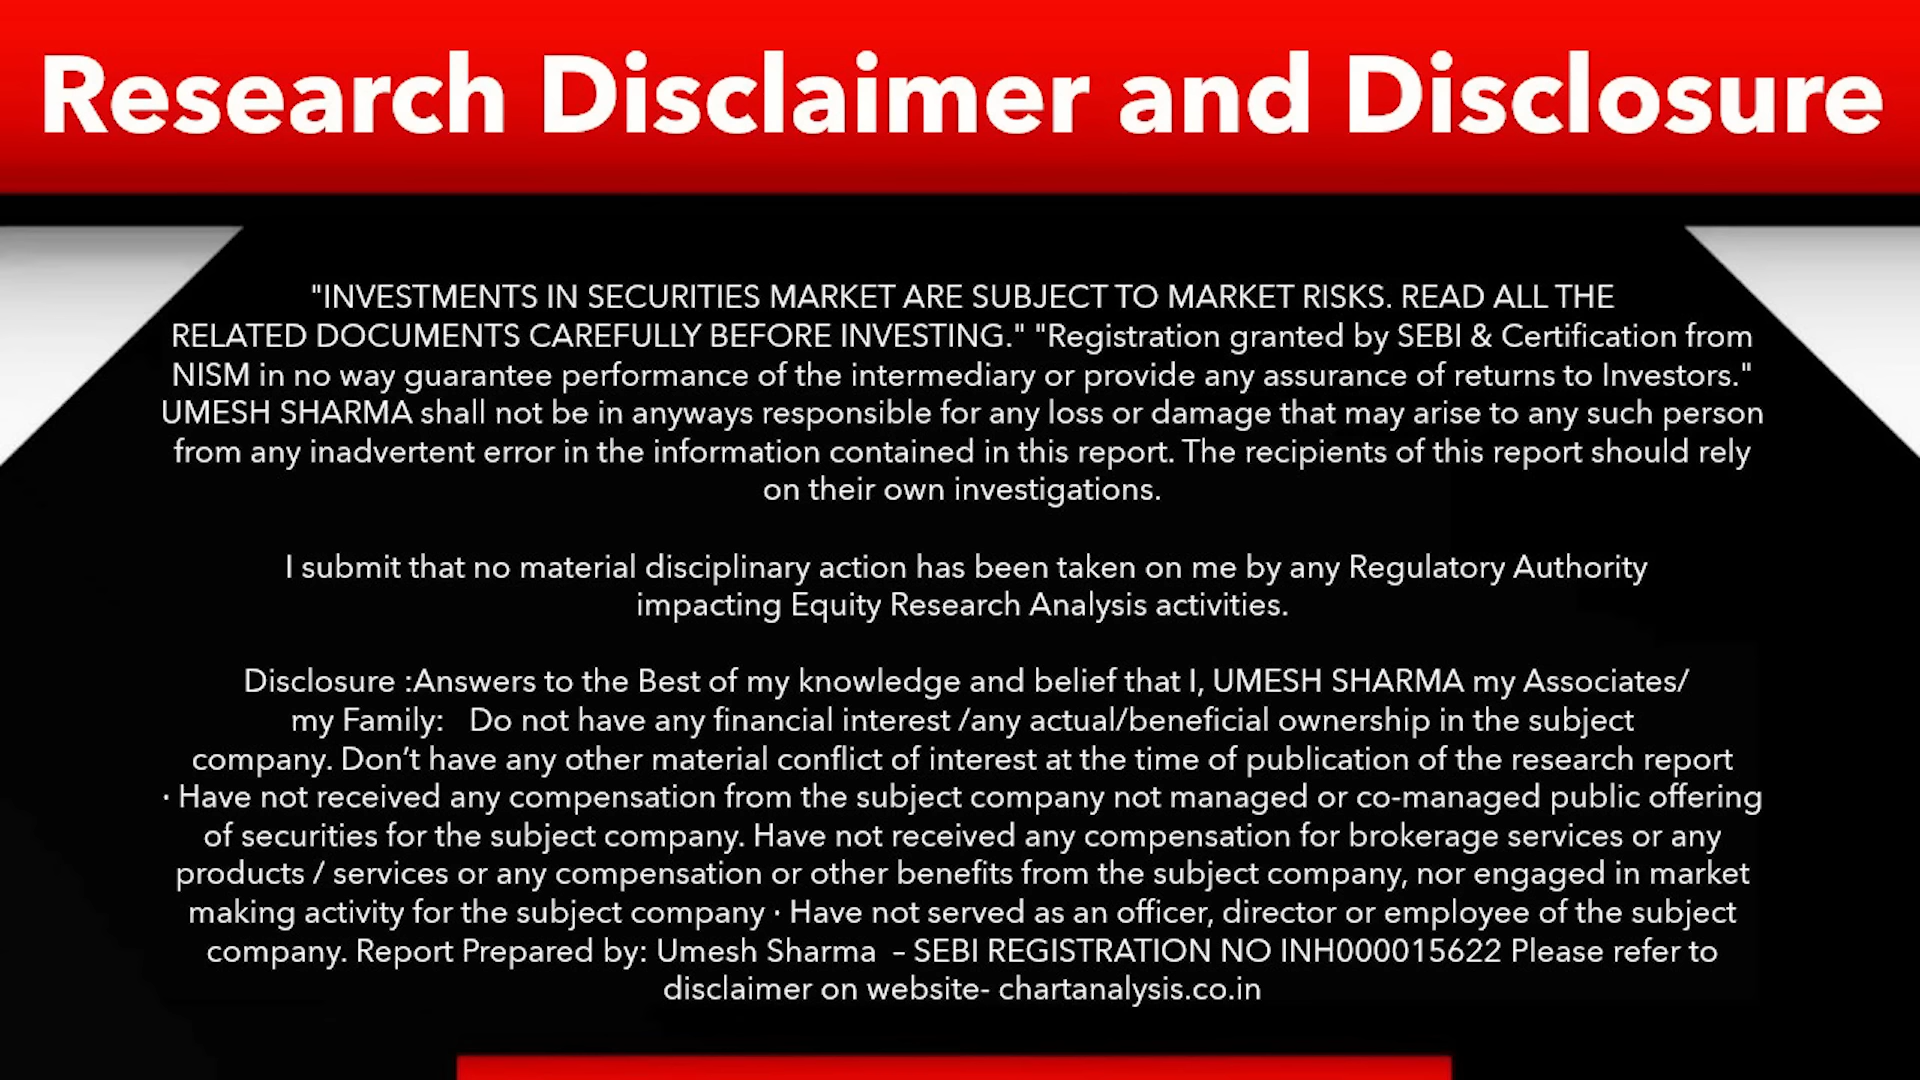 Research Disclaimer and Disclosure
"INVESTMENTS IN SECURITIES MARKET ARE SUBJECT TO MARKET RISKS. READ ALL THE
RELATED DOCUMENTS CAREFULLY BEFORE INVESTING." "Registration granted by SEBI & Certification from
NISM in no way guarantee performance of the intermediary or provide any assurance of returns to Investors."
UMESH SHARMA shall not be in anyways responsible for any loss or damage that may arise to any such person
from any inadvertent error in the information contained in this report. The recipients of this report should rely
on their own investigations.
I submit that no material disciplinary action has been taken on me by any Regulatory Authority
impacting Equity Research Analysis activities.
Disclosure :Answers to the Best of my knowledge and belief that I, UMESH SHARMA my Associates/
my Family:   Do not have any financial interest /any actual/beneficial ownership in the subject
company. Don’t have any other material conflict of interest at the time of publication of the research report
· Have not received any compensation from the subject company not managed or co-managed public offering
of securities for the subject company. Have not received any compensation for brokerage services or any
products / services or any compensation or other benefits from the subject company, nor engaged in market
making activity for the subject company · Have not served as an officer, director or employee of the subject
company. Report Prepared by: Umesh Sharma  – SEBI REGISTRATION NO INH000015622 Please refer to
disclaimer on website- chartanalysis.co.in